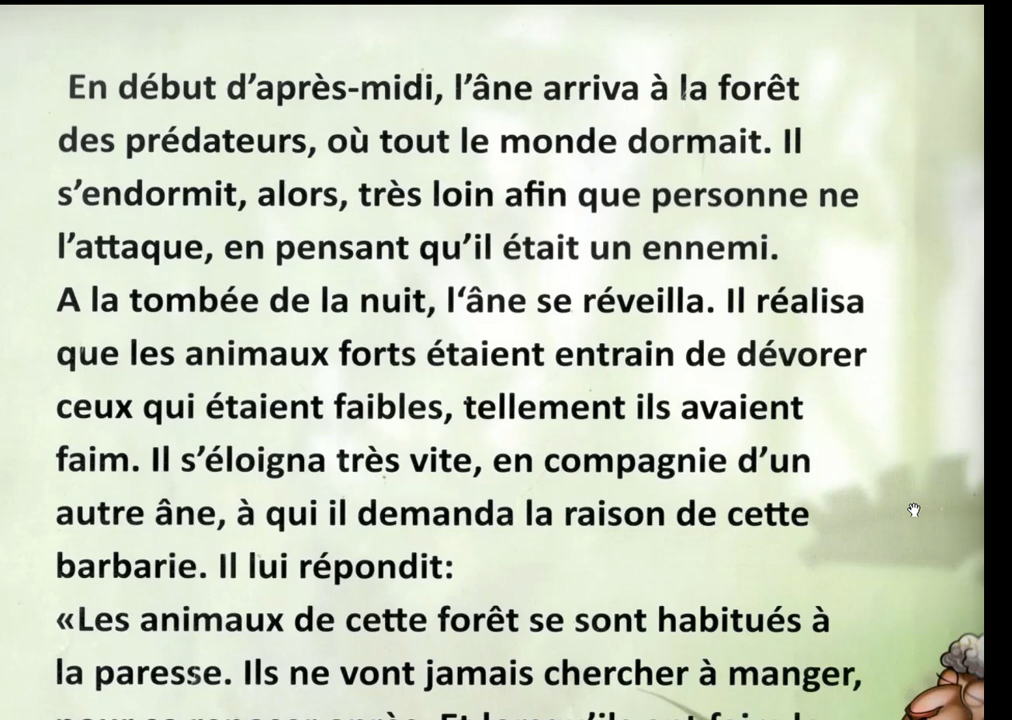 En début d’après-midi, l’âne arriva à la forêt
des prédateurs, où tout le monde dormait. Il
s’endormit, alors, très loin afin que personne ne
l’attaque, en pensant qu’il était un ennemi.
A la tombée de la nuit, l‘âne se réveilla. Il réalisa
que les animaux forts étaient entrain de dévorer
ceux qui étaient faibles, tellement ils avaient
faim. Il s’éloigna très vite, en compagnie d’un
autre âne, à qui il demanda la raison de cette
barbarie. Il lui répondit:
«Les animaux de cette forêt se sont habitués à
la paresse. Ils ne vont jamais chercher à manger,